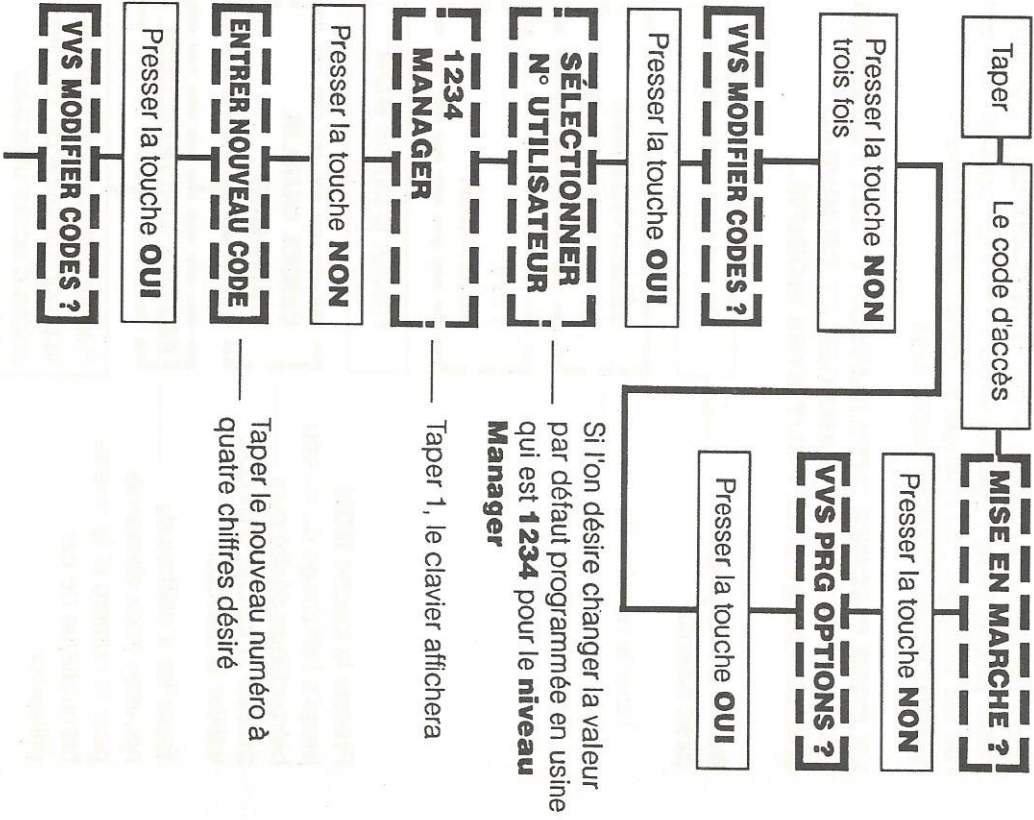 Taper
Le code d'accès
MISE EN MARCHE ?
Presser la touche NON
VVS PRG OPTIONS ?
Presser la touche OUI
Presser la touche NON
trois fois
VVS MODIFIER CODES ?
Presser la touche OUI
SÉLECTIONNER
N° UTILISATEUR
Si l'on désire changer la valeur
par défaut programmée en usine
qui est 1234 pour le niveau
Manager
1234
MANAGER
Taper 1, le clavier affichera
Presser la touche NON
ENTRER NOUVEAU CODE
Taper le nouveau numéro à
quatre chiffres désiré
Presser la touche OUI
VVS MODIFIER CODES ?